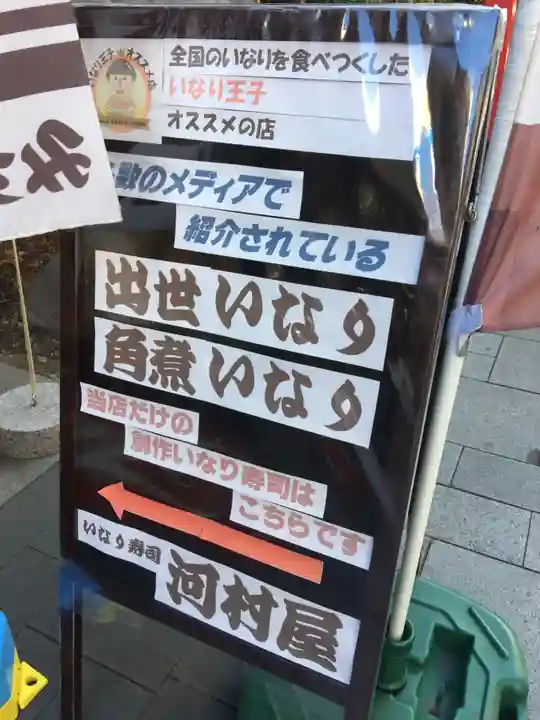 いなり王子 オススメの店
全国のいなりを食べつくした
いなり王子
オススメの店
数のメディアで
紹介されている
出世いなり
角煮いなり
当店だけの
創作いなり寿司は
こちらです
いなり寿司
河村屋